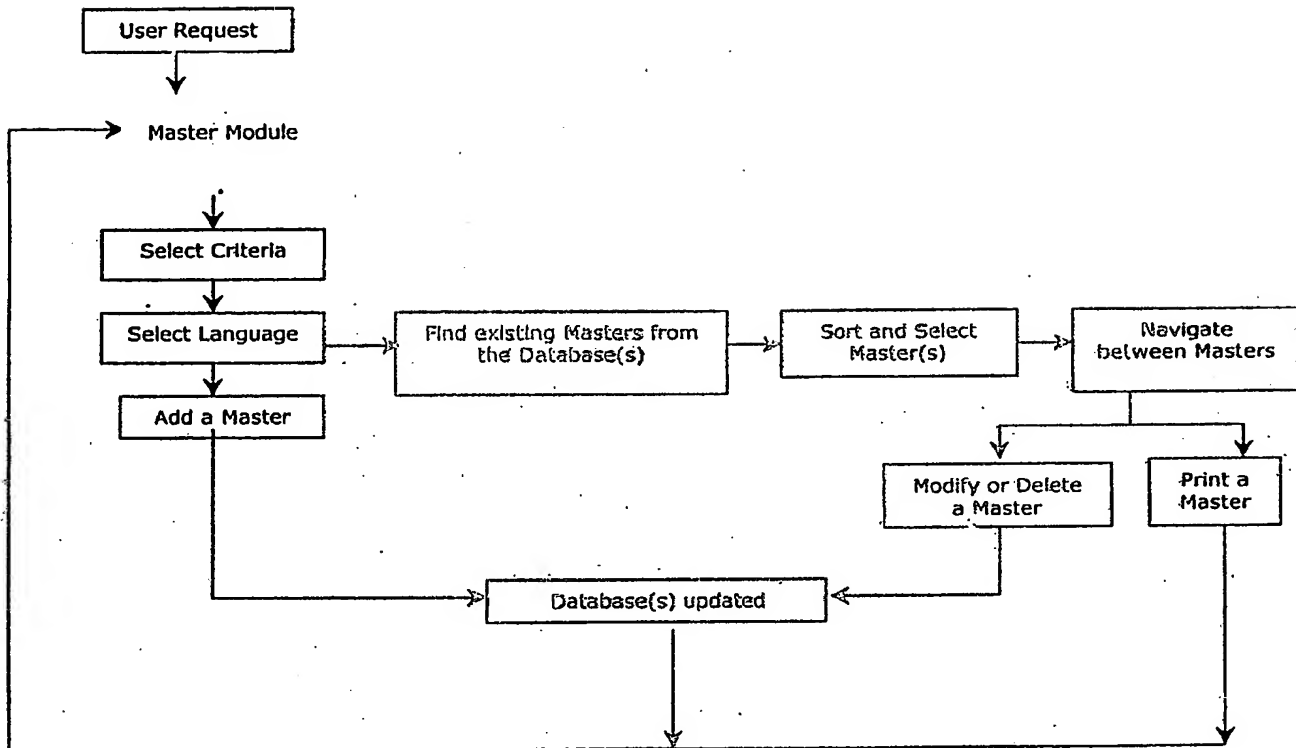 User Request
Master Module
Select Criteria
Select Language
Find existing Masters from
the Database(s)
Sort and Select
Master(s)
Navigate
between Masters
Add a Master
Modify or Delete
a Master
Print a
Master
Database(s) updated